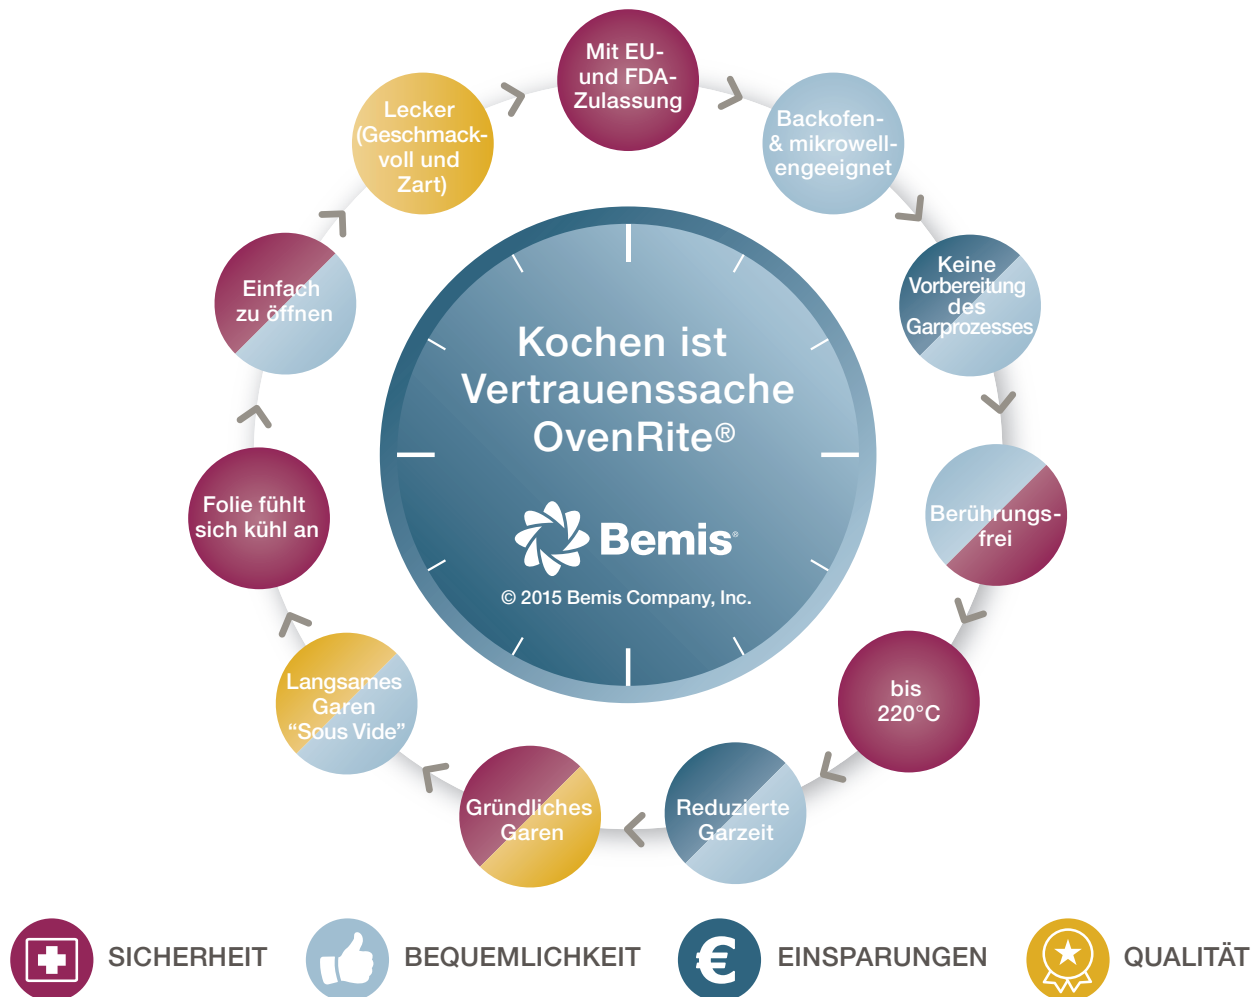 Mit EU-
und FDA-
Zulassung
Backofen-
& mikrowell-
engeeignet
Keine
Vorbereitung
des
Garprozesses
Berührungs-
frei
bis
220°C
Reduzierte
Garzeit
Gründliches
Garen
Langsames
Garen
“Sous Vide”
Folie fühlt
sich kühl an
Einfach
zu öffnen
Lecker
(Geschmack-
voll und
Zart)
Kochen ist
Vertrauenssache
OvenRite®
Bemis®
© 2015 Bemis Company, Inc.
SICHERHEIT
BEQUEMLICHKEIT
€ EINSPARUNGEN
QUALITÄT